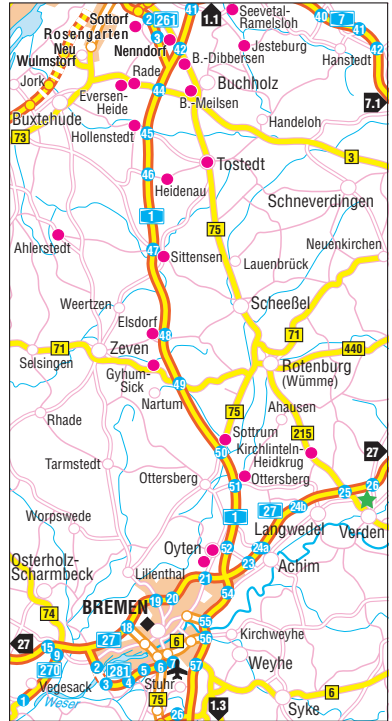 Sottorf
2
261
41
1.1
Seevetal-
Ramelsloh
40
7
41
Rosengarten
3
Nenndorf
42
Jesteburg
42
Neu
Wulmstorf
B.-Dibbersen
Hanstedt
Jork
Rade
Buchholz
Eversen-
Heide
44
B.-Meilsen
7.1
Buxtehude
Handeloh
73
Hollenstedt
45
3
Tostedt
46
Heidenau
Schneverdingen
1
75
Ahlerstedt
47
Sittensen
Neuenkirchen
Lauenbrück
Weertzen
Scheeßel
Elsdorf
48
71
71
Zeven
440
Selsingen
Gyhum-
Sick
49
Rotenburg
(Wümme)
Nartum
75
Ahausen
Rhade
215
Sottrum
50
Kirchlinteln-
Heidkrug
27
Tarmstedt
Ottersberg
51
Ottersberg
26
25
1
27
24b
Worpswede
Langwedel
Verden
Oyten
52
24a
Osterholz-
Scharmbeck
Lilienthal
23
Achim
21
74
19
20
54
BREMEN
18
55
27
27
6
56
Kirchweyhe
15
9
270
2
281
5
6
7
57
Weyhe
Vegesack
3
4
Stuhr
6
1
Weser
75
1.3
26
Syke